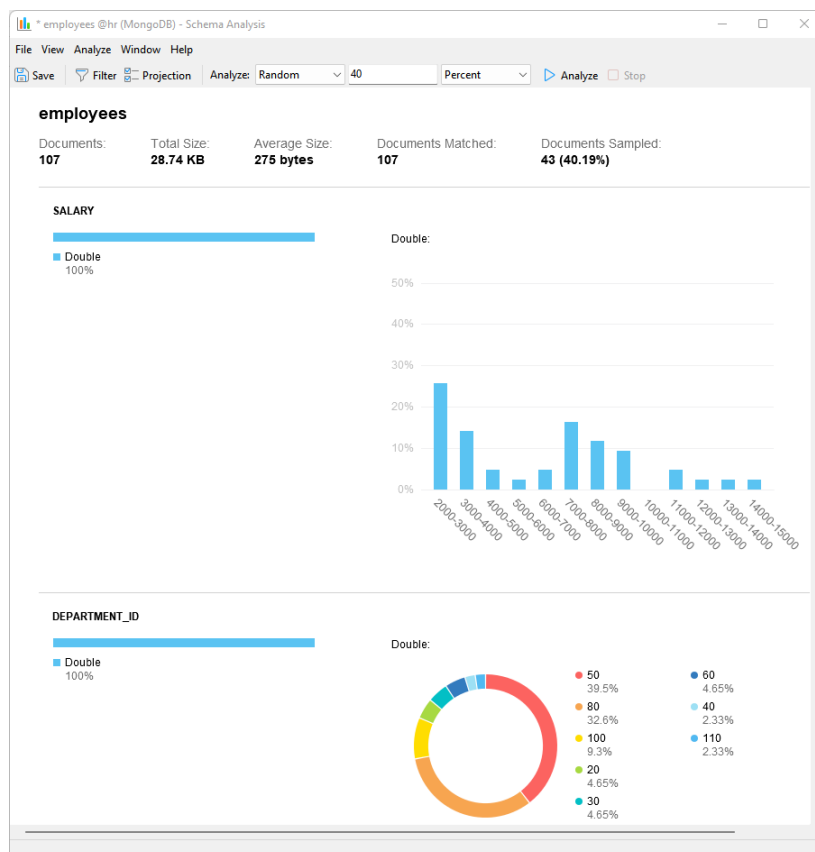 * employees @hr (MongoDB) - Schema Analysis
File View Analyze Window Help
Save Filter Projection Analyze: Random 40 Percent Analyze Stop
employees
Documents: Total Size: Average Size: Documents Matched: Documents Sampled:
107 28.74 KB 275 bytes 107 43 (40.19%)
SALARY
Double
100%
Double:
50%
40%
30%
20%
10%
0%
2000-3000 3000-4000 4000-5000 5000-6000 6000-7000 7000-8000 8000-9000 9000-10000 10000-11000 11000-12000 12000-13000 13000-14000 14000-15000
DEPARTMENT_ID
Double
100%
Double:
50 60
39.5% 4.65%
80 40
32.6% 2.33%
100 110
9.3% 2.33%
20
4.65%
30
4.65%